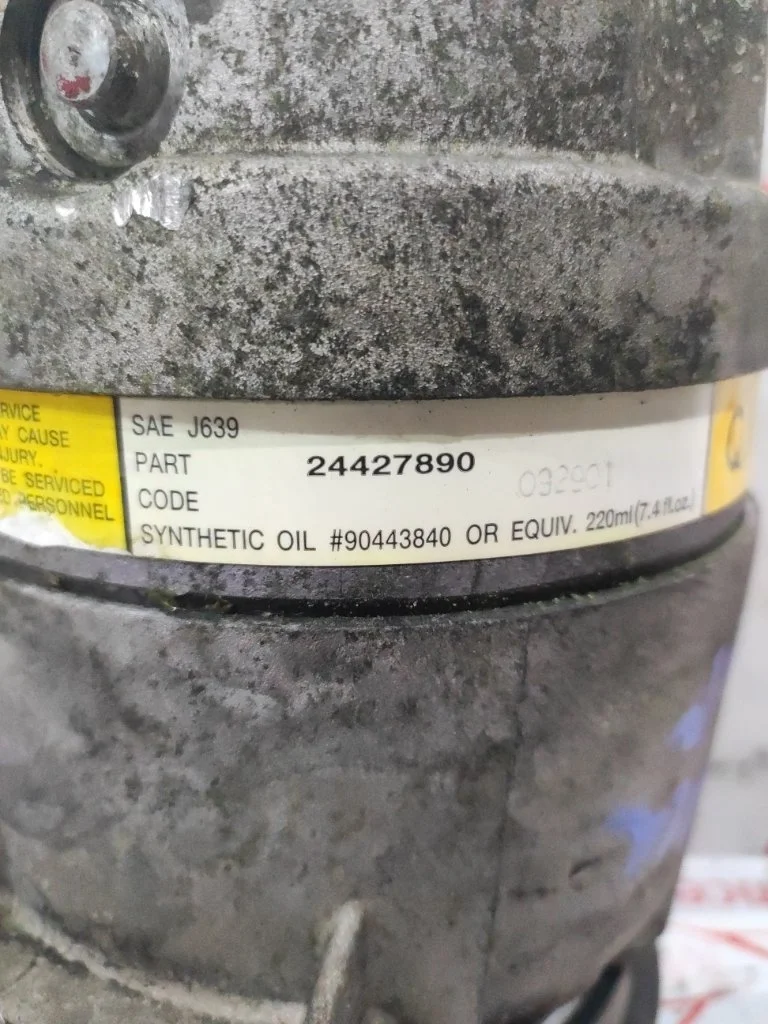 RVICE
Y CAUSE
JURY.
BE SERVICED
PERSONNEL
SAE J639
PART 24427890
CODE
SYNTHETIC OIL #90443840 OR EQUIV. 220ml(7.4 fl.oz.)